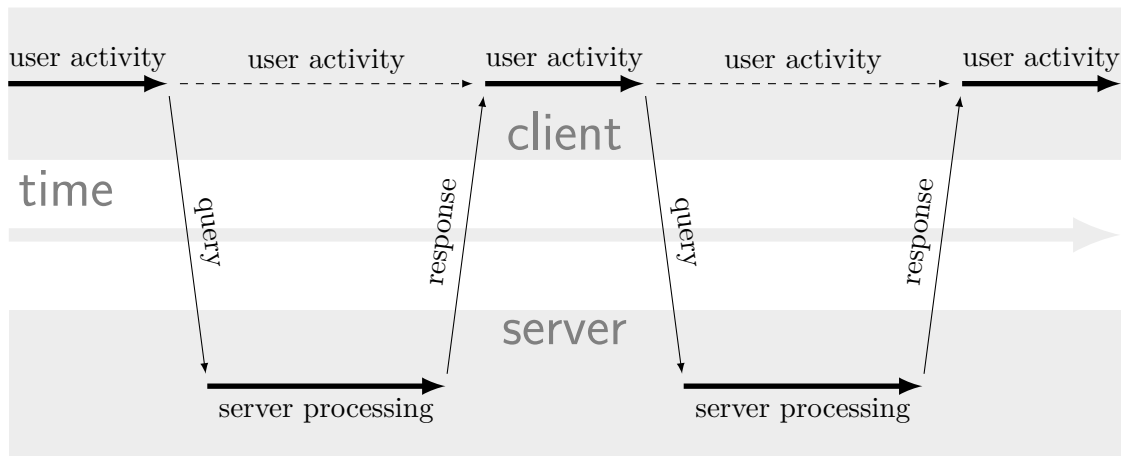 user activity
user activity
user activity
user activity
user activity
client
time
query
response
query
response
server
server processing
server processing